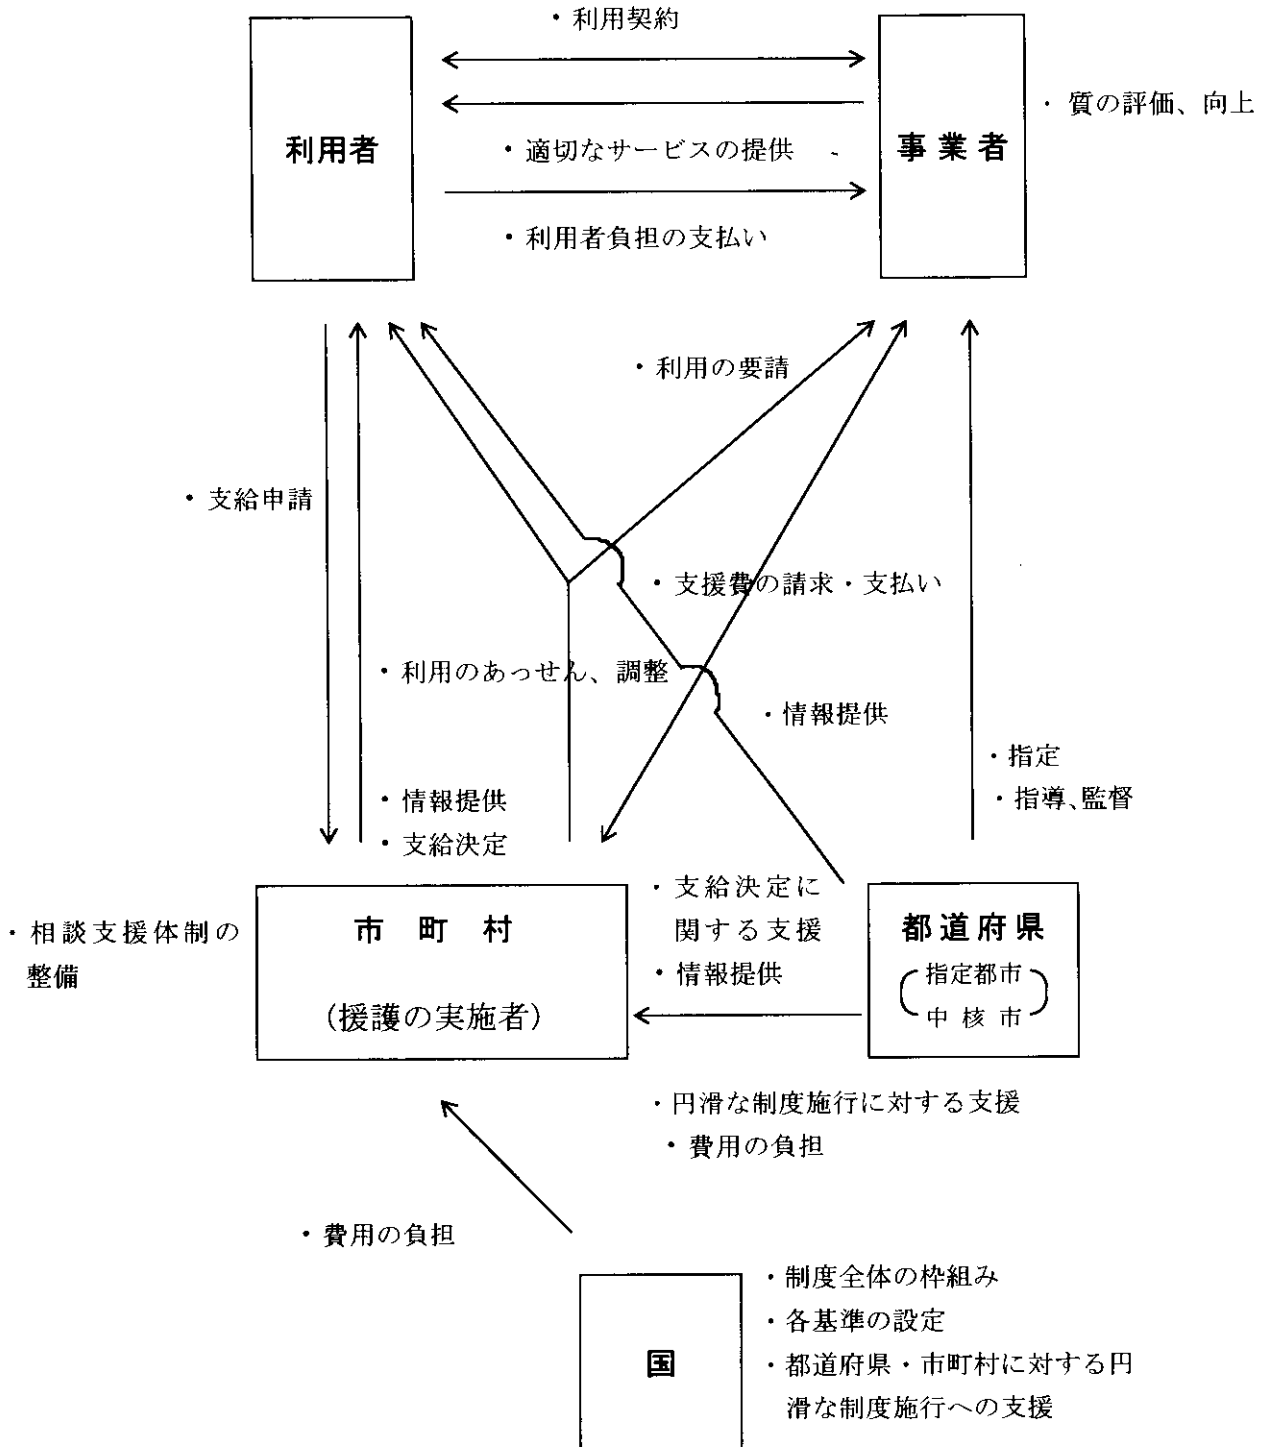 ・利用契約
・質の評価、向上
利用者
・適切なサービスの提供
事業者
・利用者負担の支払い
・利用の要請
・支給申請
・支援費の請求・支払い
・利用のあっせん、調整
・情報提供
・指定
・指導、監督
・情報提供
・支給決定
・相談支援体制の
整備
市町村
(援護の実施者)
・支給決定に
関する支援
・情報提供
都道府県
指定都市
中核市
・円滑な制度施行に対する支援
・費用の負担
・費用の負担
国
・制度全体の枠組み
・各基準の設定
・都道府県・市町村に対する円
滑な制度施行への支援